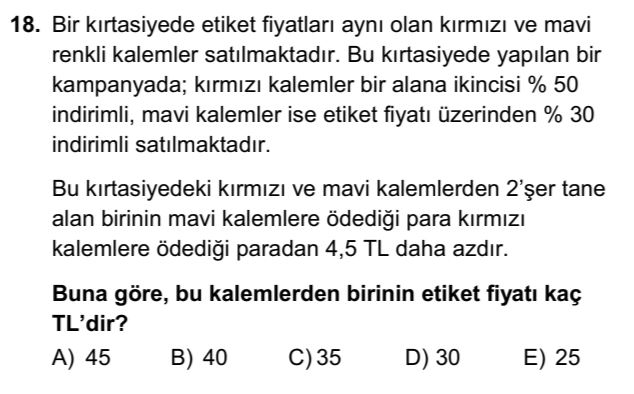 18. Bir kırtasiyede etiket fiyatları aynı olan kırmızı ve mavi
renkli kalemler satılmaktadır. Bu kırtasiyede yapılan bir
kampanyada; kırmızı kalemler bir alana ikincisi % 50
indirimli, mavi kalemler ise etiket fiyatı üzerinden % 30
indirimli satılmaktadır.
Bu kırtasiyedeki kırmızı ve mavi kalemlerden 2'şer tane
alan birinin mavi kalemlere ödediği para kırmızı
kalemlere ödediği paradan 4,5 TL daha azdır.
Buna göre, bu kalemlerden birinin etiket fiyatı kaç
TL'dir?
A) 45 B) 40 C) 35 D) 30 E) 25